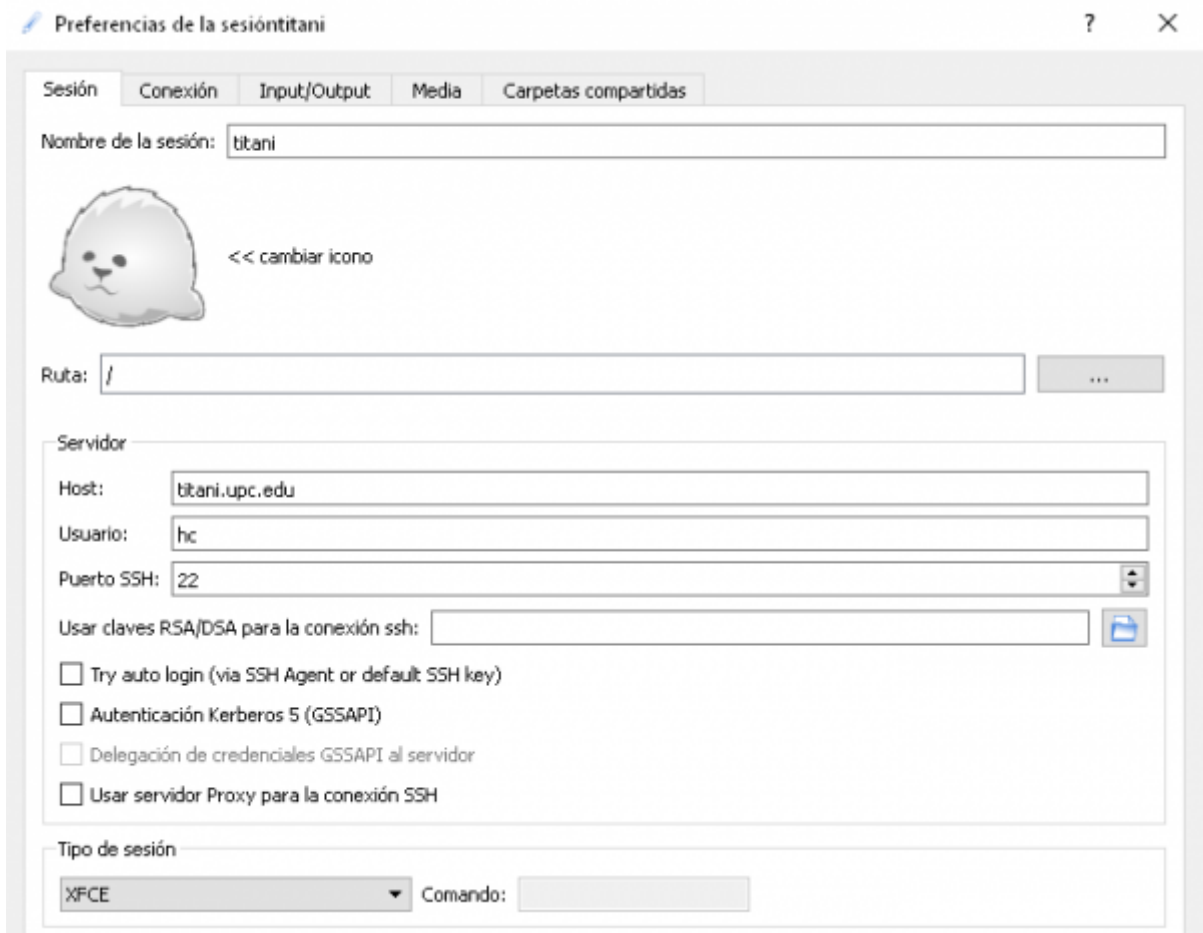 Preferencias de la sesióntitani ? ×
Sesión Conexión Input/Output Media Carpetas compartidas
Nombre de la sesión: titani
<< cambiar icono
Ruta: / ...
Servidor
Host: titani.upc.edu
Usuario: hc
Puerto SSH: 22
Usar claves RSA/DSA para la conexión ssh:
Try auto login (via SSH Agent or default SSH key)
Autenticación Kerberos 5 (GSSAPI)
Delegación de credenciales GSSAPI al servidor
Usar servidor Proxy para la conexión SSH
Tipo de sesión
XFCE Comando: